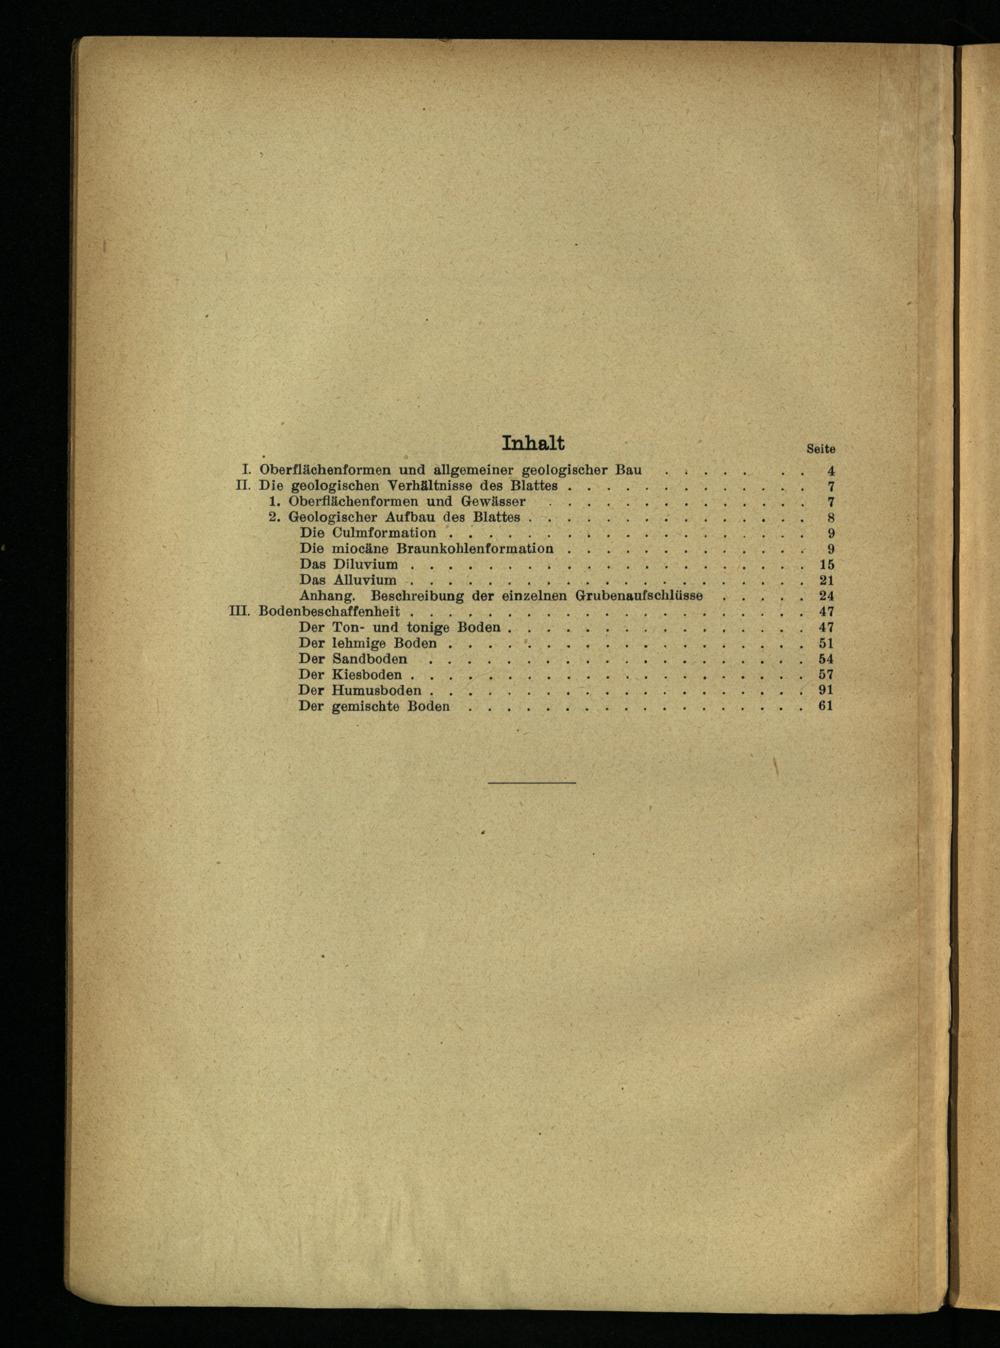 Inhalt
Seite
I. Oberflächenformen und allgemeiner geologischer Bau . . . . . . . 4
II. Die geologischen Verhältnisse des Blattes . . . . . . . . . . . . . 7
1. Oberflächenformen und Gewässer . . . . . . . . . . . . . . 7
2. Geologischer Aufbau des Blattes . . . . . . . . . . . . . . . 8
Die Culmformation . . . . . . . . . . . . . . . . . . . 9
Die miocäne Braunkohlenformation . . . . . . . . . . . . . 9
Das Diluvium . . . . . . . . . . . . . . . . . . . . . 15
Das Alluvium . . . . . . . . . . . . . . . . . . . . . 21
Anhang. Beschreibung der einzelnen Grubenaufschlüsse . . . . . 24
III. Bodenbeschaffenheit . . . . . . . . . . . . . . . . . . . . . 47
Der Ton- und tonige Boden . . . . . . . . . . . . . . . . 47
Der lehmige Boden . . . . . . . . . . . . . . . . . . . 51
Der Sandboden . . . . . . . . . . . . . . . . . . . . 54
Der Kiesboden . . . . . . . . . . . . . . . . . . . . . 57
Der Humusboden . . . . . . . . . . . . . . . . . . . . 91
Der gemischte Boden . . . . . . . . . . . . . . . . . . 61